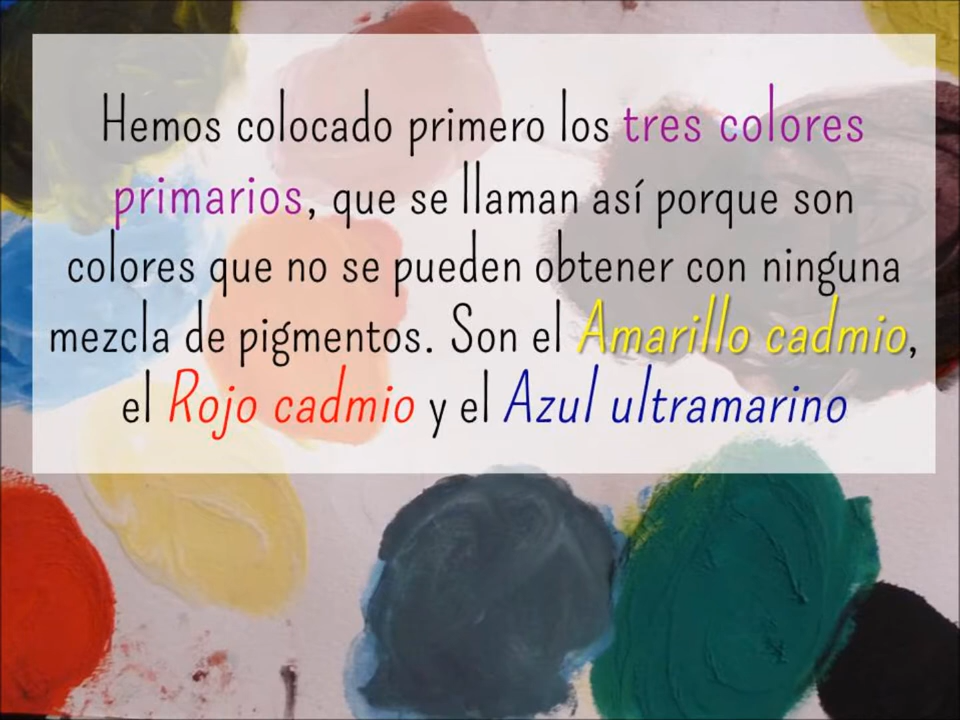 Hemos colocado primero los tres colores
primarios, que se llaman así porque son
colores que no se pueden obtener con ninguna
mezcla de pigmentos. Son el Amarillo cadmio,
el Rojo cadmio y el Azul ultramarino